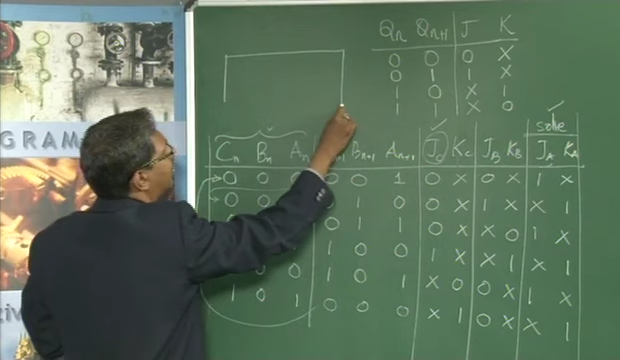 Qn Qn+1 J K
0 0 0 X
0 1 1 X
1 0 X 1
1 1 X 0
solve
Cn Bn An Bn+1 An+1 Jc Kc JB KB JA KA
0 0 0 0 1 0 X 0 X 1 X
0 0 1 0 0 X 1 X X 1
0 1 1 0 X X 0 1 X
1 0 0 1 X X 1 X 1
0 0 1 0 1 X 0 0 X 1 X
1 0 1 0 0 0 X 1 0 X X 1
GRAM